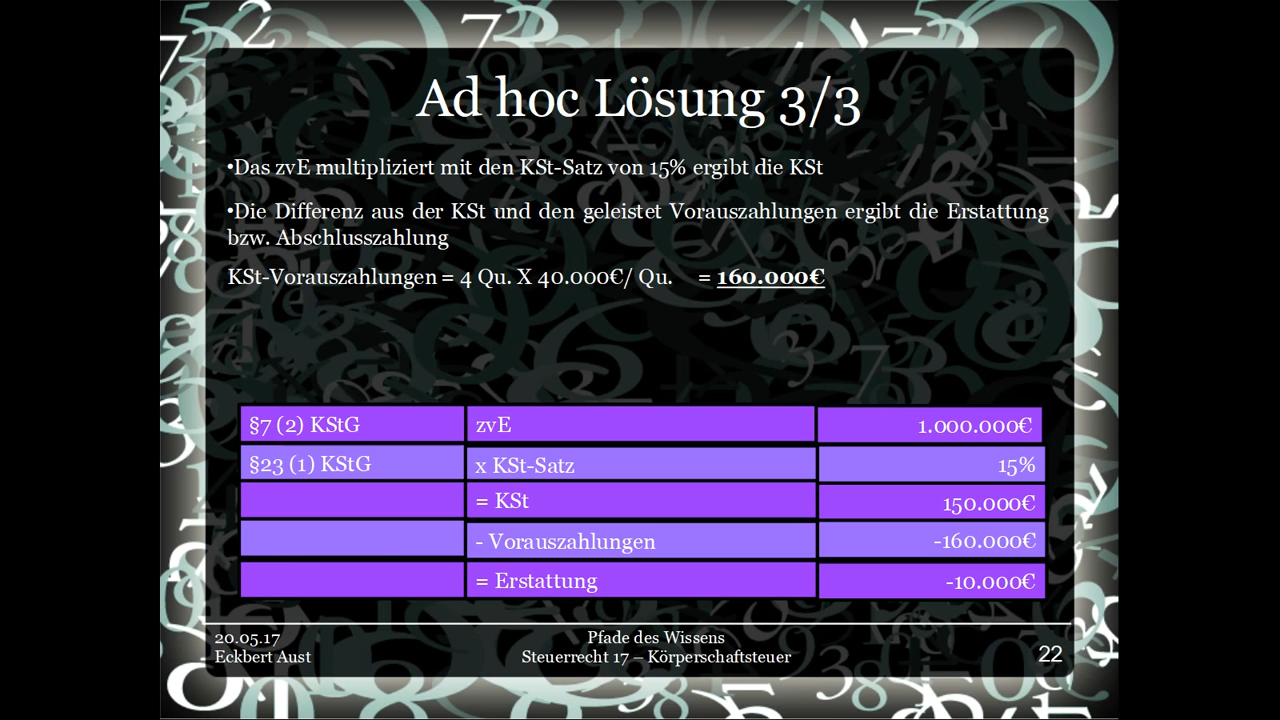 Ad hoc Lösung 3/3
•Das zvE multipliziert mit den KSt-Satz von 15% ergibt die KSt
•Die Differenz aus der KSt und den geleistet Vorauszahlungen ergibt die Erstattung
bzw. Abschlusszahlung
KSt-Vorauszahlungen = 4 Qu. X 40.000€/ Qu. = 160.000€
§7 (2) KStG zvE 1.000.000€
§23 (1) KStG x KSt-Satz 15%
= KSt 150.000€
- Vorauszahlungen -160.000€
= Erstattung -10.000€
20.05.17 Pfade des Wissens
Eckbert Aust Steuerrecht 17 – Körperschaftsteuer 22